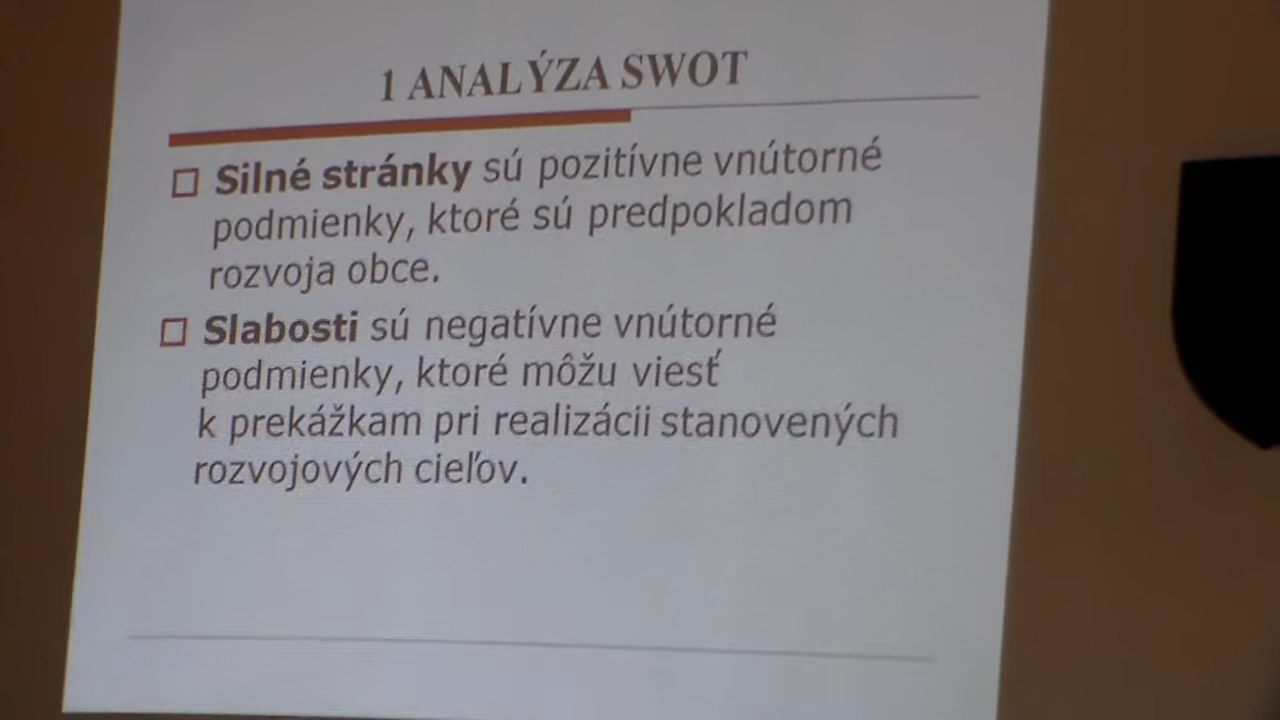 1 ANALÝZA SWOT
Silné stránky sú pozitívne vnútorné
podmienky, ktoré sú predpokladom
rozvoja obce.
Slabosti sú negatívne vnútorné
podmienky, ktoré môžu viesť
k prekážkam pri realizácii stanovených
rozvojových cieľov.